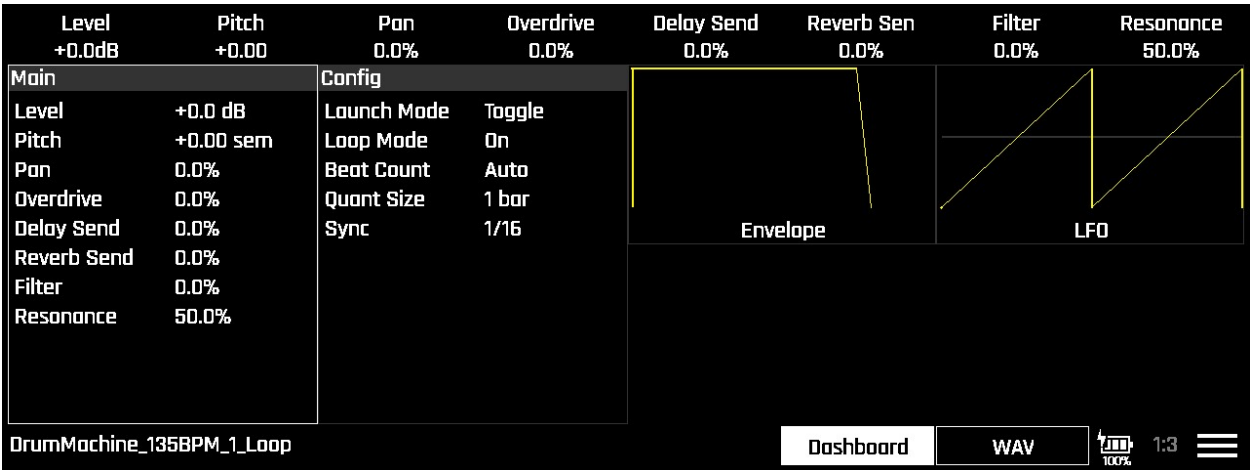 Level Pitch Pan Overdrive Delay Send Reverb Sen Filter Resonance
+0.0dB +0.00 0.0% 0.0% 0.0% 0.0% 0.0% 50.0%
Main Config
Level +0.0 dB Launch Mode Toggle
Pitch +0.00 sem Loop Mode On
Pan 0.0% Beat Count Auto
Overdrive 0.0% Quant Size 1 bar
Delay Send 0.0% Sync 1/16
Envelope LFO
Reverb Send 0.0%
Filter 0.0%
Resonance 50.0%
DrumMachine_135BPM_1_Loop Dashboard WAV 100% 1:3